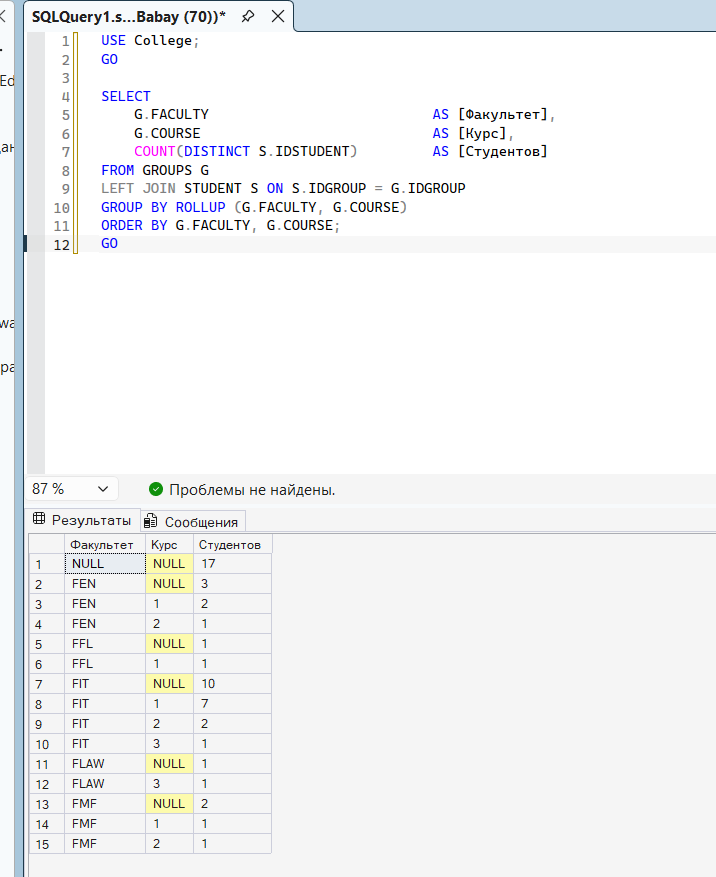 SQLQuery1.s...Babay (70))*
Ed
1 USE College;
2 GO
3
4 SELECT
5 G.FACULTY AS [Факультет],
6 G.COURSE AS [Курс],
7 COUNT(DISTINCT S.IDSTUDENT) AS [Студентов]
8 FROM GROUPS G
9 LEFT JOIN STUDENT S ON S.IDGROUP = G.IDGROUP
10 GROUP BY ROLLUP (G.FACULTY, G.COURSE)
11 ORDER BY G.FACULTY, G.COURSE;
12 GO
87 % Проблемы не найдены.
Результаты Сообщения
Факультет Курс Студентов
1 NULL NULL 17
2 FEN NULL 3
3 FEN 1 2
4 FEN 2 1
5 FFL NULL 1
6 FFL 1 1
7 FIT NULL 10
8 FIT 1 7
9 FIT 2 2
10 FIT 3 1
11 FLAW NULL 1
12 FLAW 3 1
13 FMF NULL 2
14 FMF 1 1
15 FMF 2 1